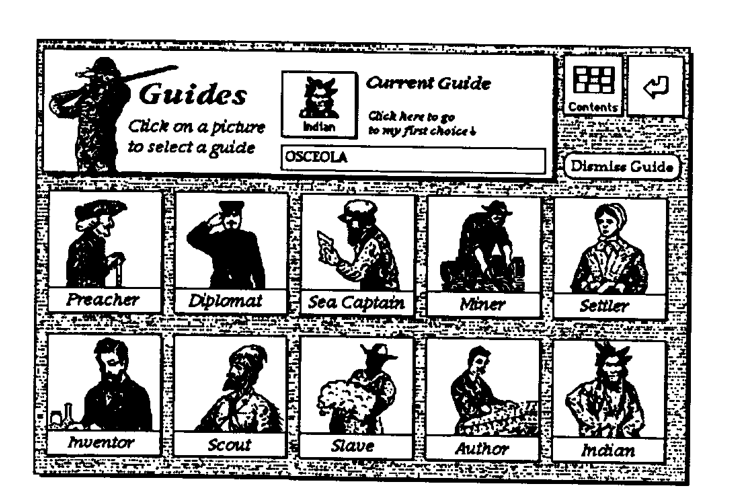 Guides
Click on a picture
to select a guide
Indian
Current Guide
Click here to go
to my first choice↓
OSCEOLA
Contents
Dismiss Guide
Preacher
Diplomat
Sea Captain
Miner
Settler
Inventor
Scout
Slave
Author
Indian